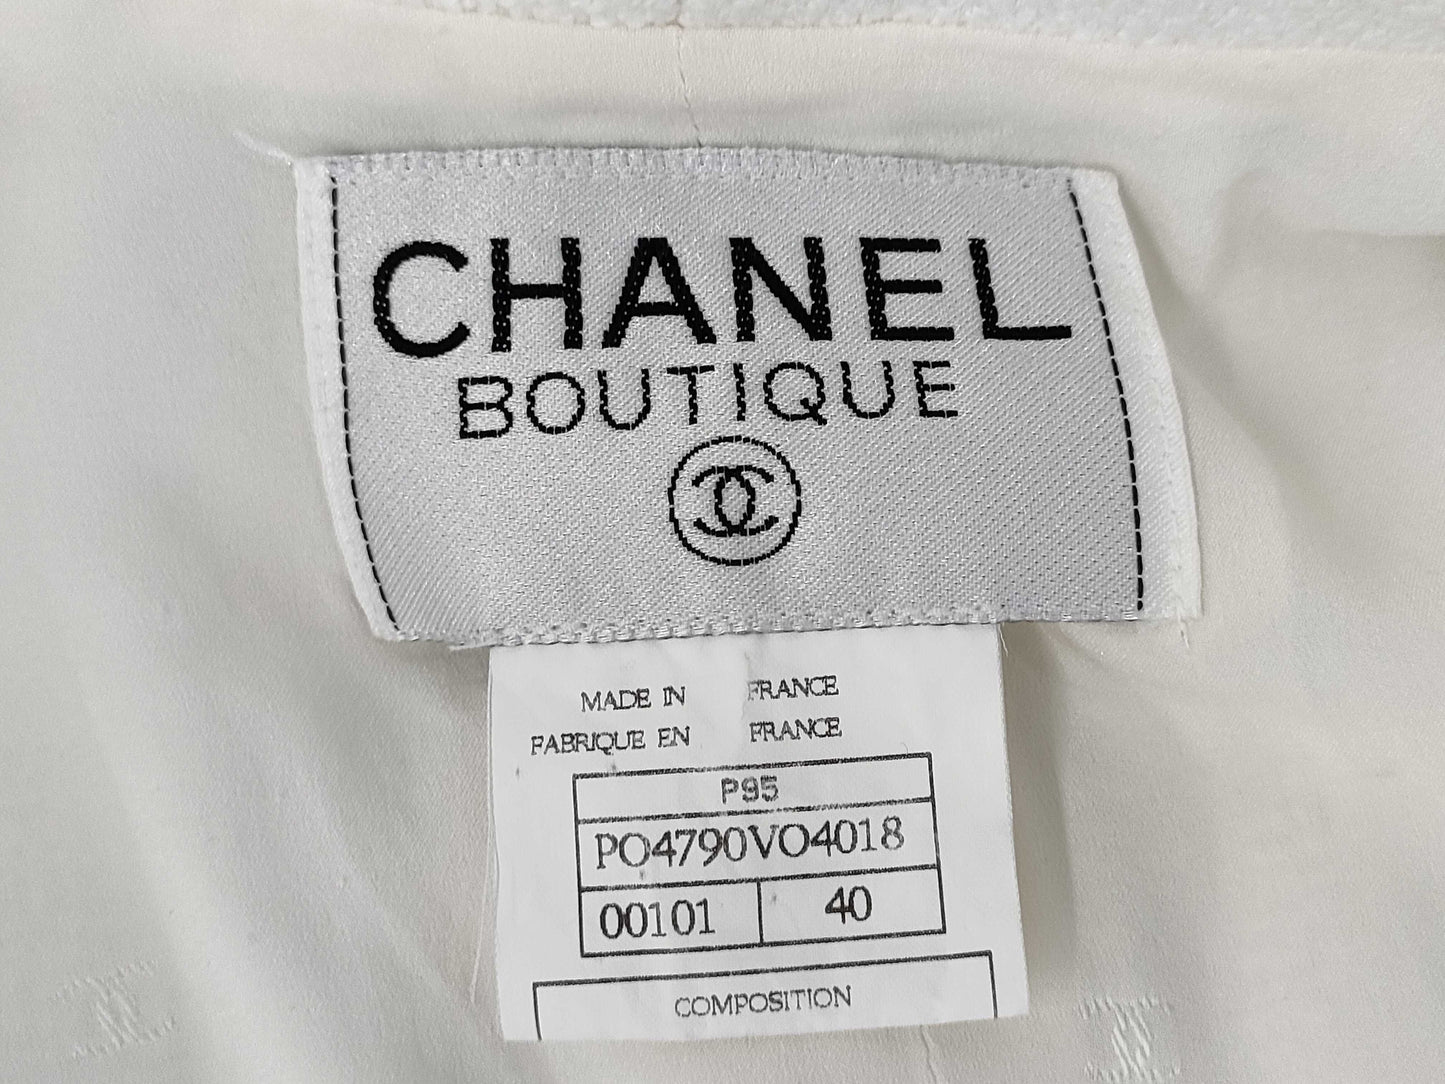 CHANEL
BOUTIQUE
MADE IN FRANCE
FABRIQUE EN FRANCE
P95
PO4790VO4018
00101 40
COMPOSITION